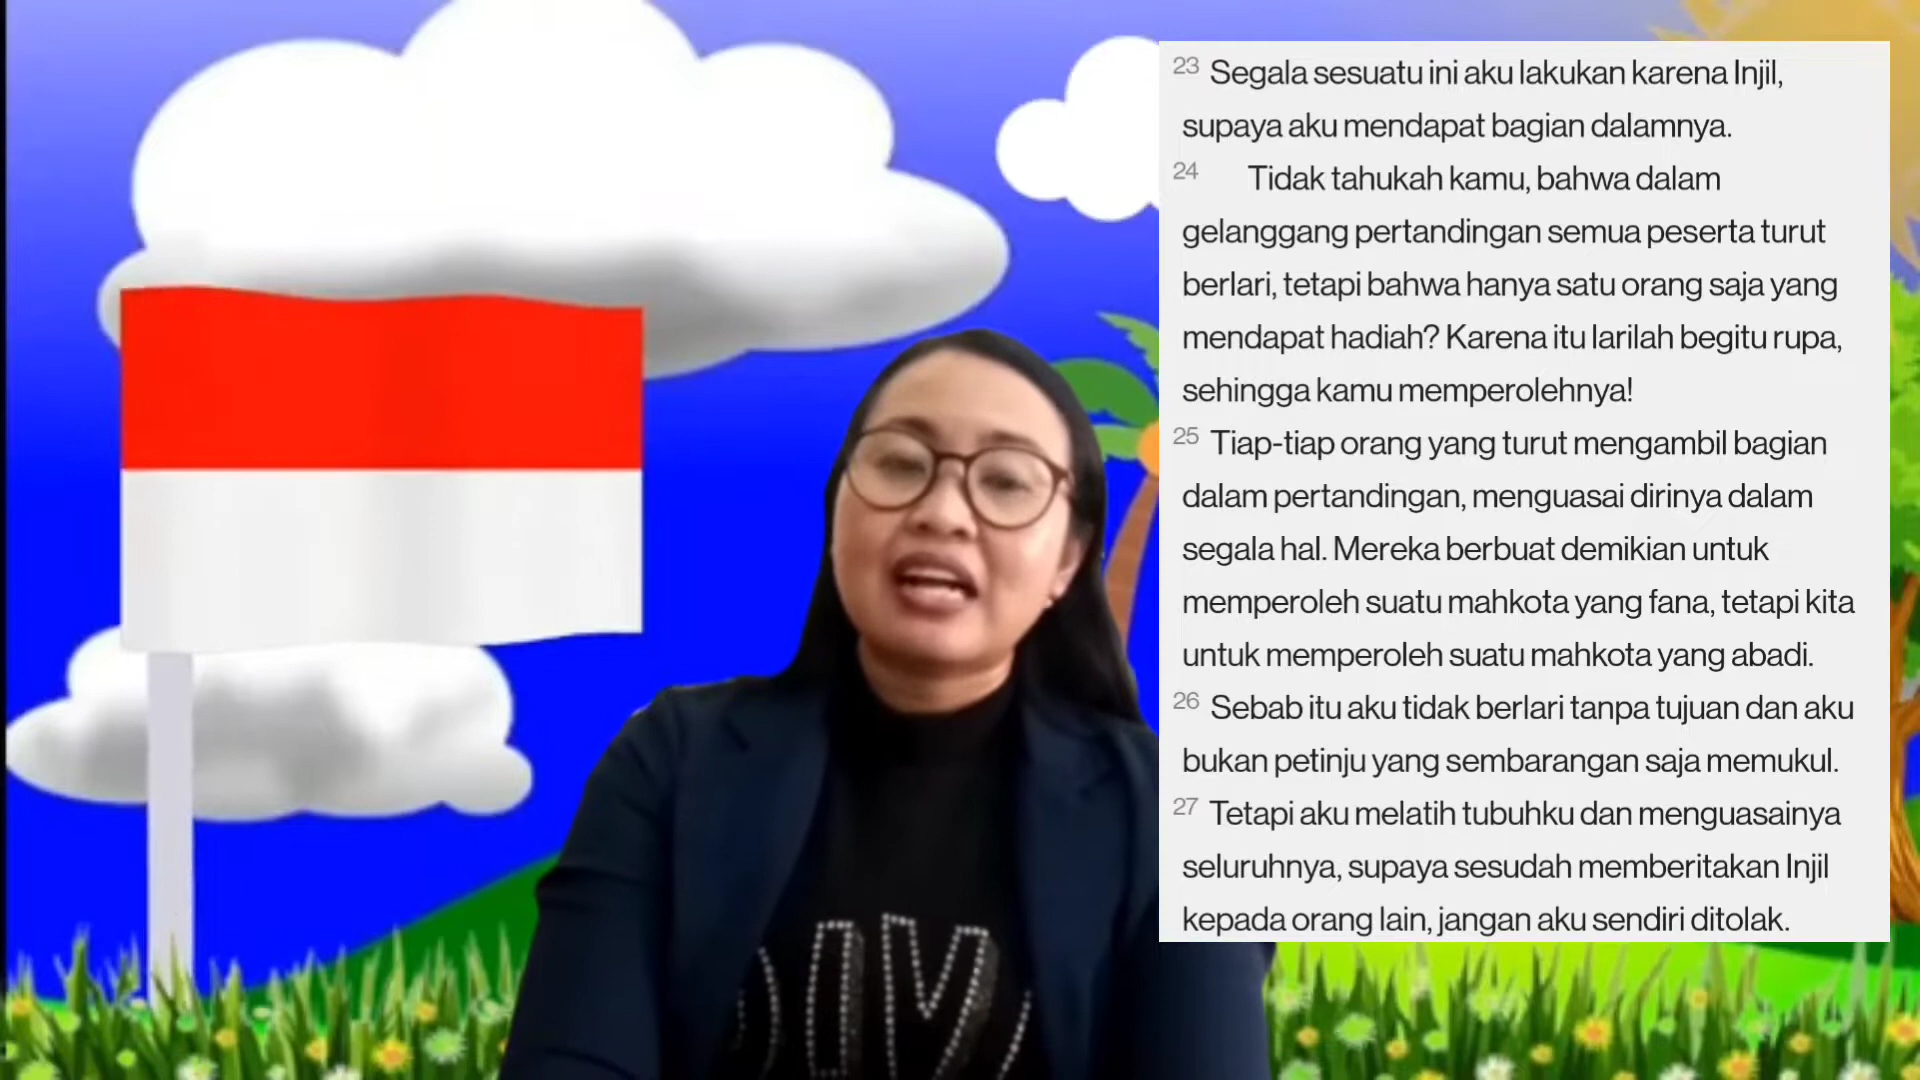 23 Segala sesuatu ini aku lakukan karena Injil,
supaya aku mendapat bagian dalamnya.
24 Tidak tahukah kamu, bahwa dalam
gelanggang pertandingan semua peserta turut
berlari, tetapi bahwa hanya satu orang saja yang
mendapat hadiah? Karena itu larilah begitu rupa,
sehingga kamu memperolehnya!
25 Tiap-tiap orang yang turut mengambil bagian
dalam pertandingan, menguasai dirinya dalam
segala hal. Mereka berbuat demikian untuk
memperoleh suatu mahkota yang fana, tetapi kita
untuk memperoleh suatu mahkota yang abadi.
26 Sebab itu aku tidak berlari tanpa tujuan dan aku
bukan petinju yang sembarangan saja memukul.
27 Tetapi aku melatih tubuhku dan menguasainya
seluruhnya, supaya sesudah memberitakan Injil
kepada orang lain, jangan aku sendiri ditolak.